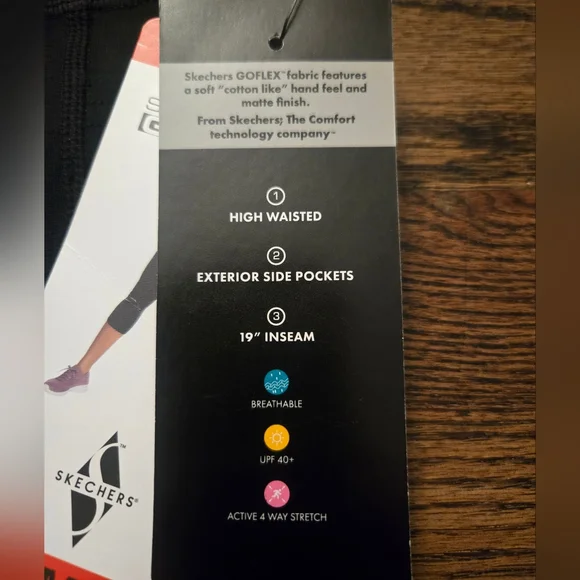 Skechers GOFLEX™ fabric features
a soft "cotton like" hand feel and
matte finish.
From Skechers; The Comfort
technology company™
1
HIGH WAISTED
2
EXTERIOR SIDE POCKETS
3
19" INSEAM
BREATHABLE
UPF 40+
ACTIVE 4 WAY STRETCH
SKECHERS®